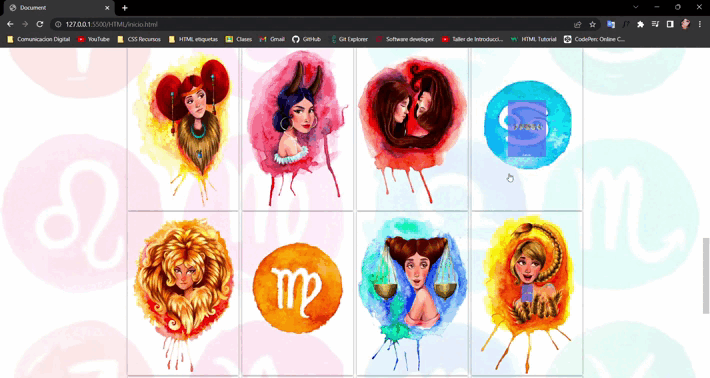 Document
127.0.0.1:5500/HTML/inicio.html
Comunicacion Digital
YouTube
CSS Recursos
HTML etiquetas
Clases
Gmail
GitHub
Git Explorer
Software developer
Taller de Introducci...
HTML Tutorial
CodePen: Online C...